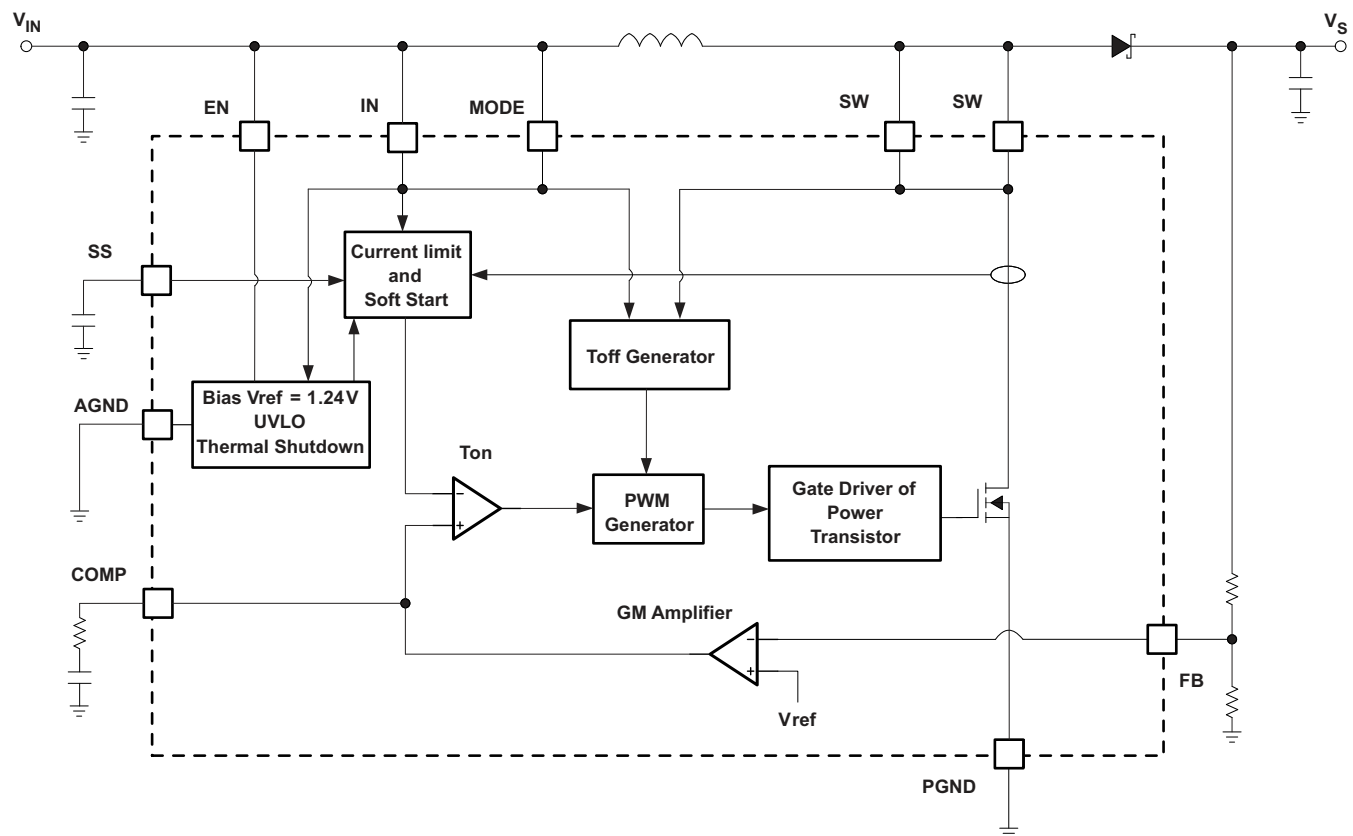 VIN
VS
EN
IN
MODE
SW
SW
SS
Current limit
and
Soft Start
Toff Generator
AGND
Bias Vref = 1.24V
UVLO
Thermal Shutdown
Ton
PWM
Generator
Gate Driver of
Power
Transistor
COMP
GM Amplifier
FB
Vref
PGND